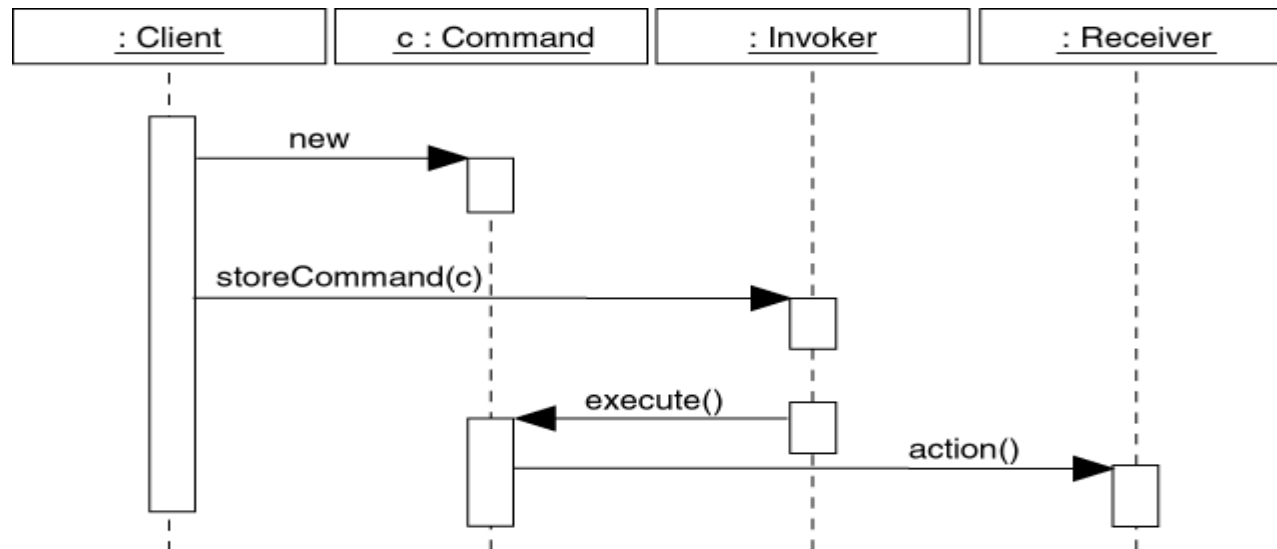 : Client
c : Command
: Invoker
: Receiver
new
storeCommand(c)
execute()
action()